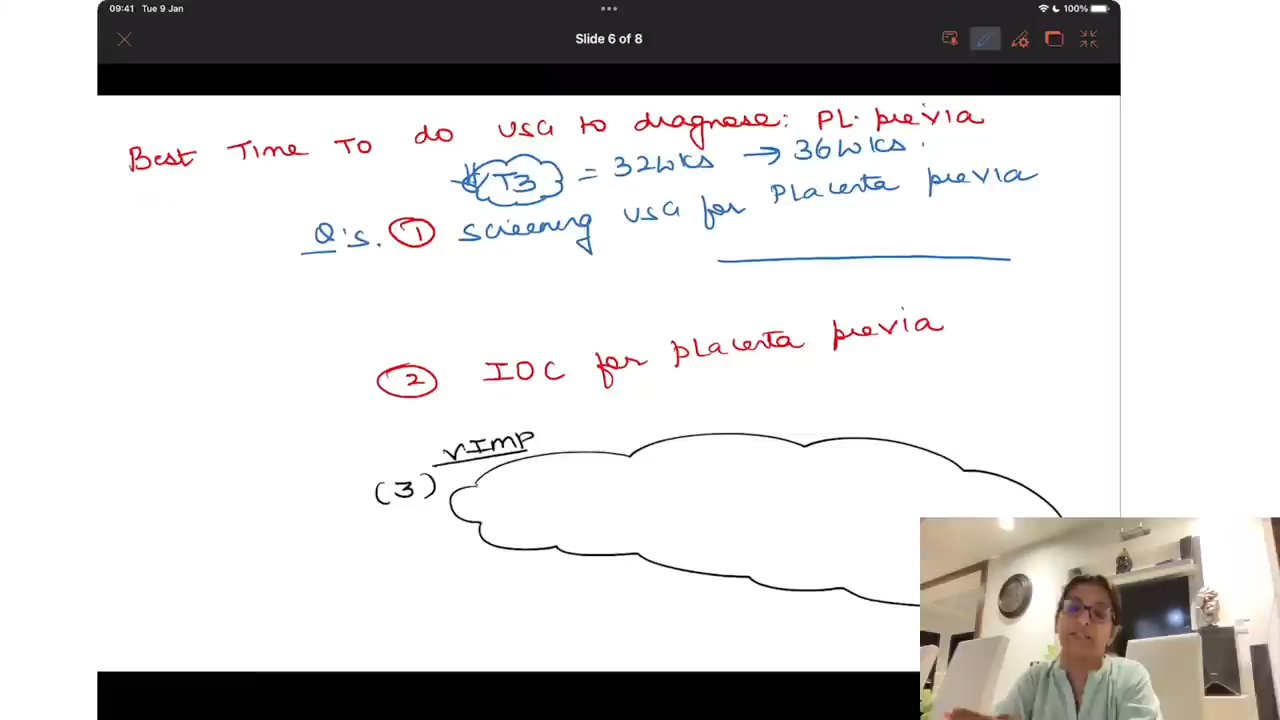 09:41 Tue 9 Jan
100%
Slide 6 of 8
Best Time To do USG to diagnose: PL. previa
T3 = 32wks → 36wks.
Q's. 1 Screening USG for Placenta previa
2 IOC for placenta previa
VIMP
(3)